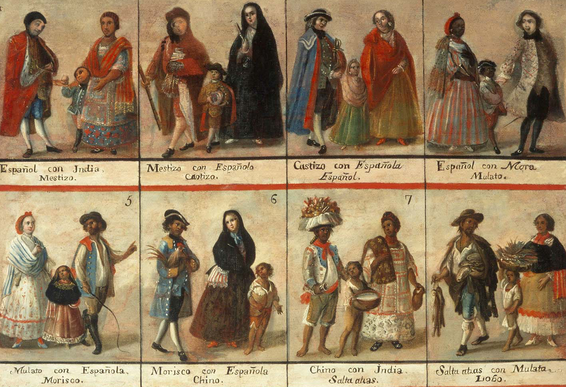 Español con India
Mestizo.
Mestizo con Española
Castizo.
Castizo con Española
Español.
Español con Mora
Mulato.
5
6
7
Mulato con Española.
Morisco.
Morisco con Española
Chino.
Chino con India.
Salta atras.
Salta atras con Mulata.
Lobo.